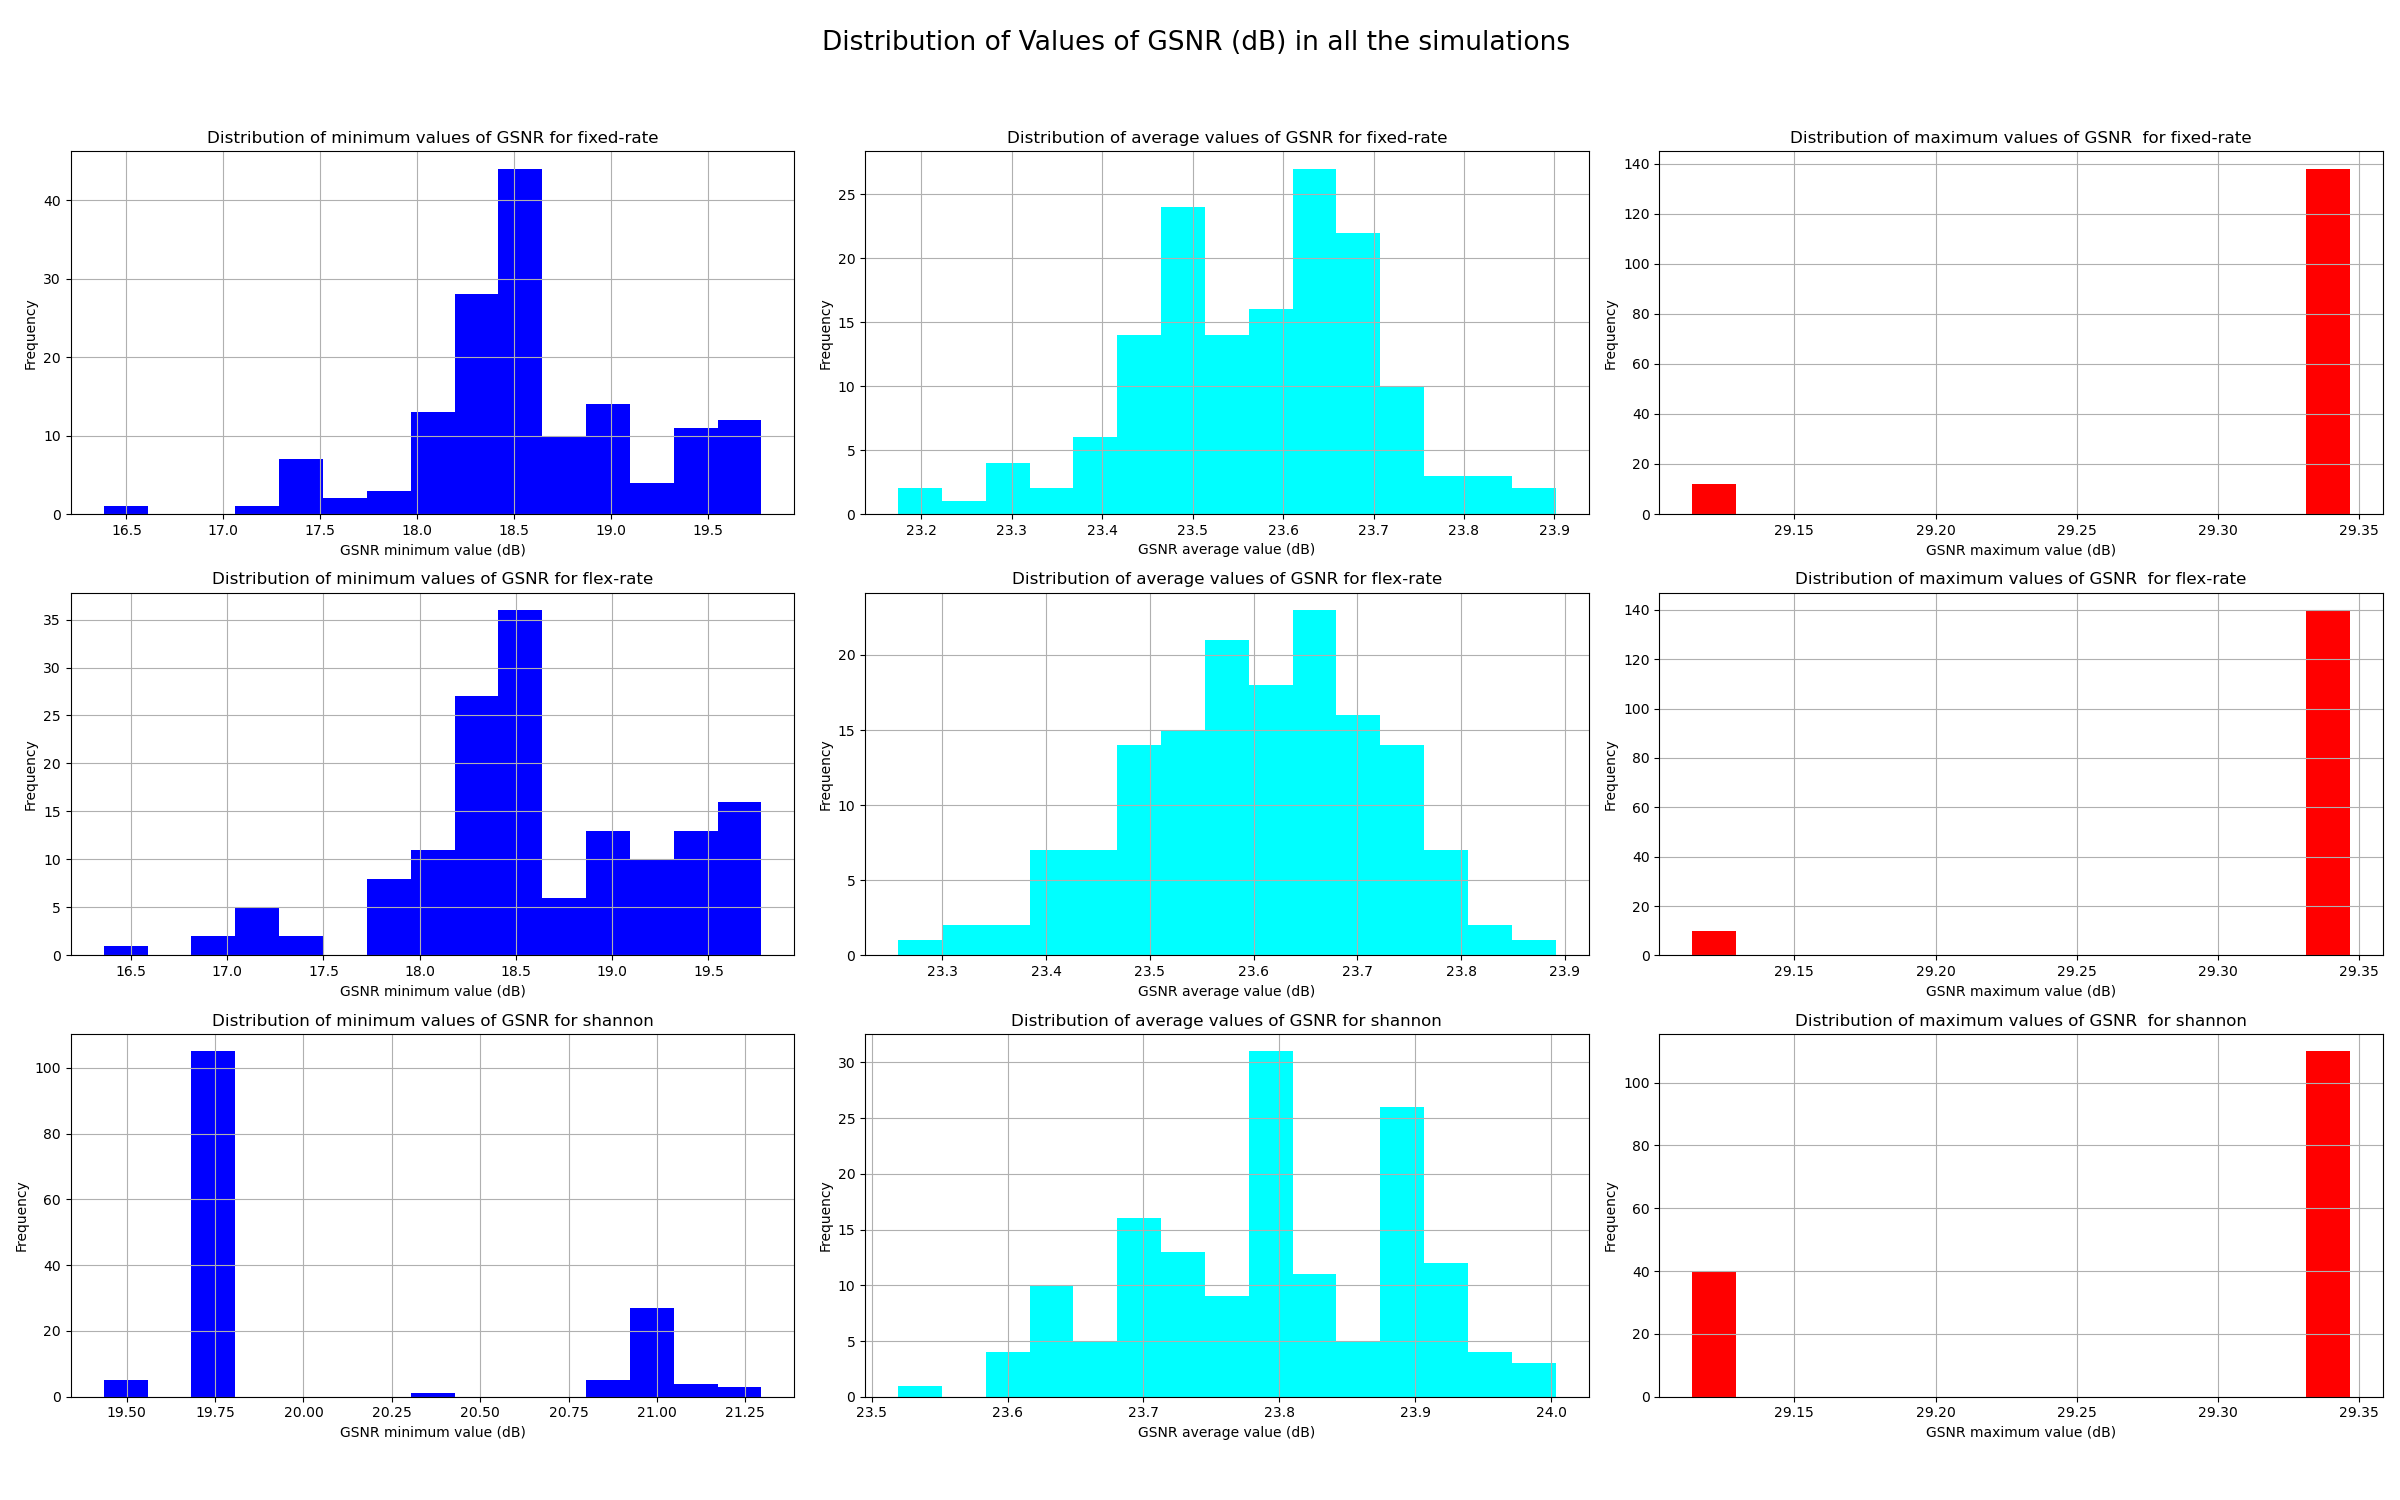 Distribution of Values of GSNR (dB) in all the simulations
Distribution of minimum values of GSNR for fixed-rate
Frequency
40
30
20
10
0
16.5 17.0 17.5 18.0 18.5 19.0 19.5
GSNR minimum value (dB)
Distribution of average values of GSNR for fixed-rate
Frequency
25
20
15
10
5
0
23.2 23.3 23.4 23.5 23.6 23.7 23.8 23.9
GSNR average value (dB)
Distribution of maximum values of GSNR  for fixed-rate
Frequency
140
120
100
80
60
40
20
0
29.15 29.20 29.25 29.30 29.35
GSNR maximum value (dB)
Distribution of minimum values of GSNR for flex-rate
Frequency
35
30
25
20
15
10
5
0
16.5 17.0 17.5 18.0 18.5 19.0 19.5
GSNR minimum value (dB)
Distribution of average values of GSNR for flex-rate
Frequency
20
15
10
5
0
23.3 23.4 23.5 23.6 23.7 23.8 23.9
GSNR average value (dB)
Distribution of maximum values of GSNR  for flex-rate
Frequency
140
120
100
80
60
40
20
0
29.15 29.20 29.25 29.30 29.35
GSNR maximum value (dB)
Distribution of minimum values of GSNR for shannon
Frequency
100
80
60
40
20
0
19.50 19.75 20.00 20.25 20.50 20.75 21.00 21.25
GSNR minimum value (dB)
Distribution of average values of GSNR for shannon
Frequency
30
25
20
15
10
5
0
23.5 23.6 23.7 23.8 23.9 24.0
GSNR average value (dB)
Distribution of maximum values of GSNR  for shannon
Frequency
100
80
60
40
20
0
29.15 29.20 29.25 29.30 29.35
GSNR maximum value (dB)